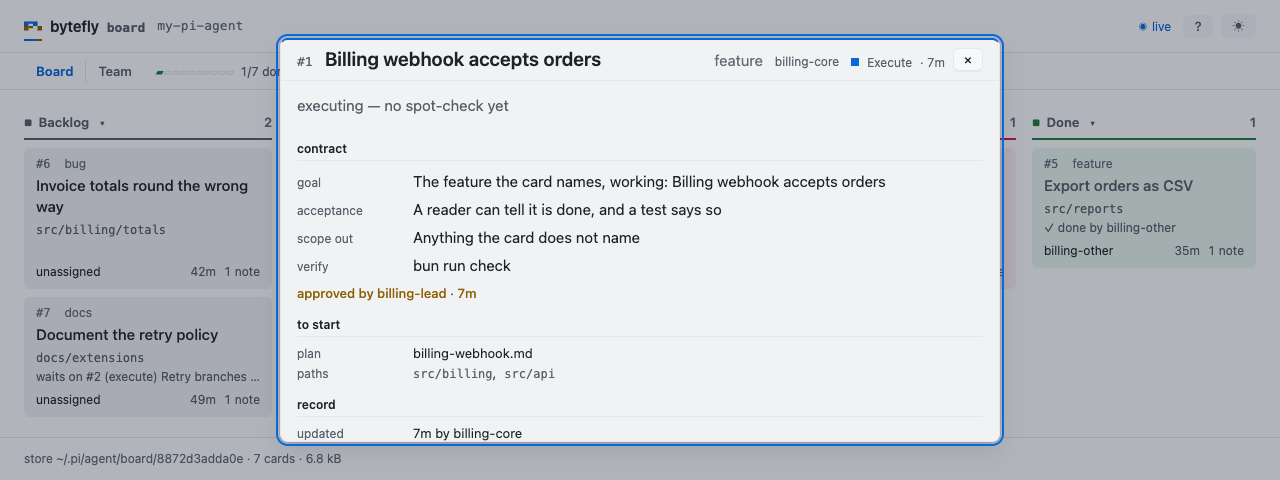 bytefly board my-pi-agent
live ?
Board Team 1/7
Backlog ▾ 2
#6 bug
Invoice totals round the wrong
way
src/billing/totals
unassigned 42m 1 note
#7 docs
Document the retry policy
docs/extensions
waits on #2 (execute) Retry branches …
unassigned 49m 1 note
#1 Billing webhook accepts orders feature billing-core Execute · 7m ×
executing — no spot-check yet
contract
goal The feature the card names, working: Billing webhook accepts orders
acceptance A reader can tell it is done, and a test says so
scope out Anything the card does not name
verify bun run check
approved by billing-lead · 7m
to start
plan billing-webhook.md
paths src/billing, src/api
record
updated 7m by billing-core
1
Done ▾ 1
#5 feature
Export orders as CSV
src/reports
✓ done by billing-other
billing-other 35m 1 note
store ~/.pi/agent/board/8872d3adda0e · 7 cards · 6.8 kB